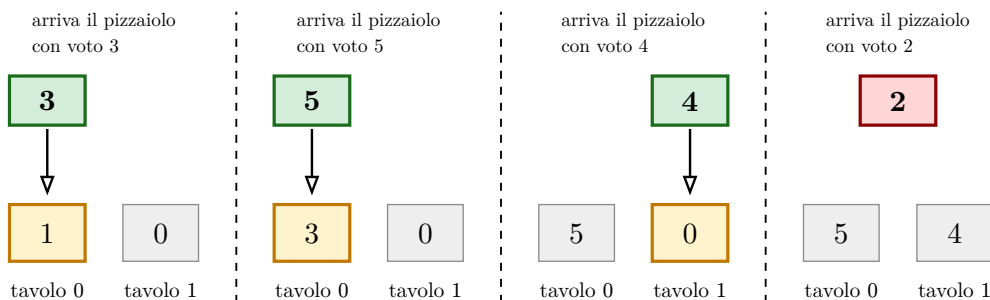 arriva il pizzaiolo
con voto 3
3
1 0
tavolo 0 tavolo 1
arriva il pizzaiolo
con voto 5
5
3 0
tavolo 0 tavolo 1
arriva il pizzaiolo
con voto 4
4
5 0
tavolo 0 tavolo 1
arriva il pizzaiolo
con voto 2
2
5 4
tavolo 0 tavolo 1